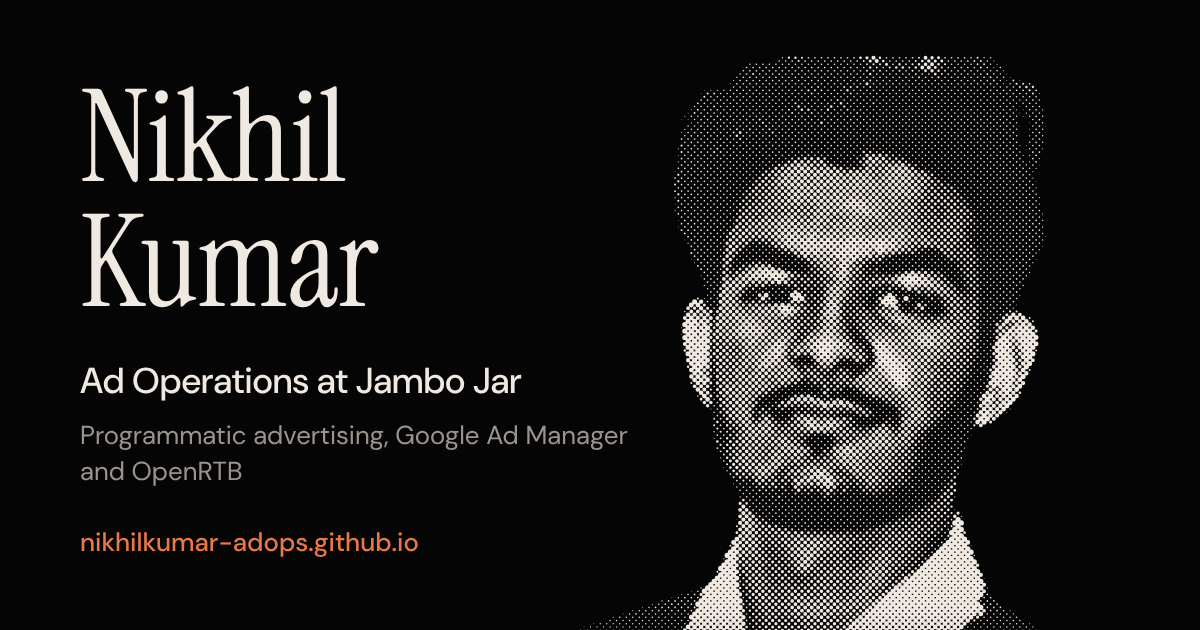 Nikhil
Kumar
Ad Operations at Jambo Jar
Programmatic advertising, Google Ad Manager
and OpenRTB
nikhilkumar-adops.github.io